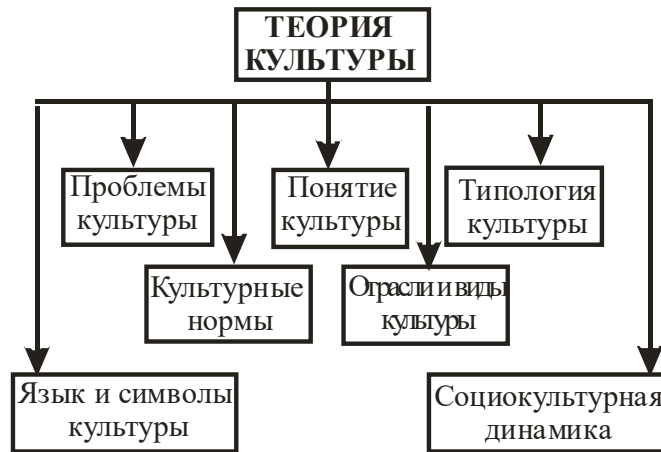 ТЕОРИЯ
КУЛЬТУРЫ
Проблемы
культуры
Понятие
культуры
Типология
культуры
Культурные
нормы
Отрасли и виды
культуры
Язык и символы
культуры
Социокультурная
динамика